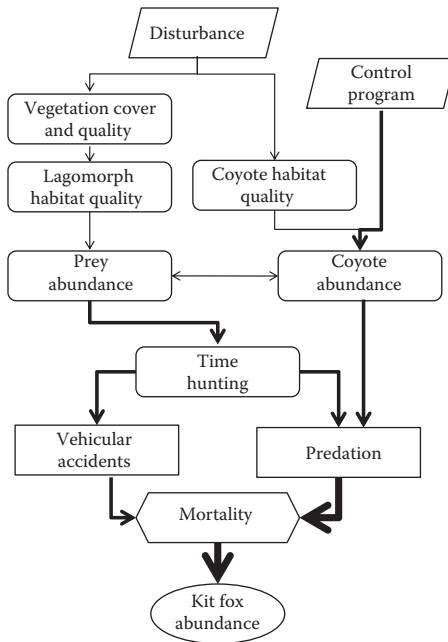 Disturbance
Control
program
Vegetation cover
and quality
Lagomorph
habitat quality
Coyote habitat
quality
Prey
abundance
Coyote
abundance
Time
hunting
Vehicular
accidents
Predation
Mortality
Kit fox
abundance